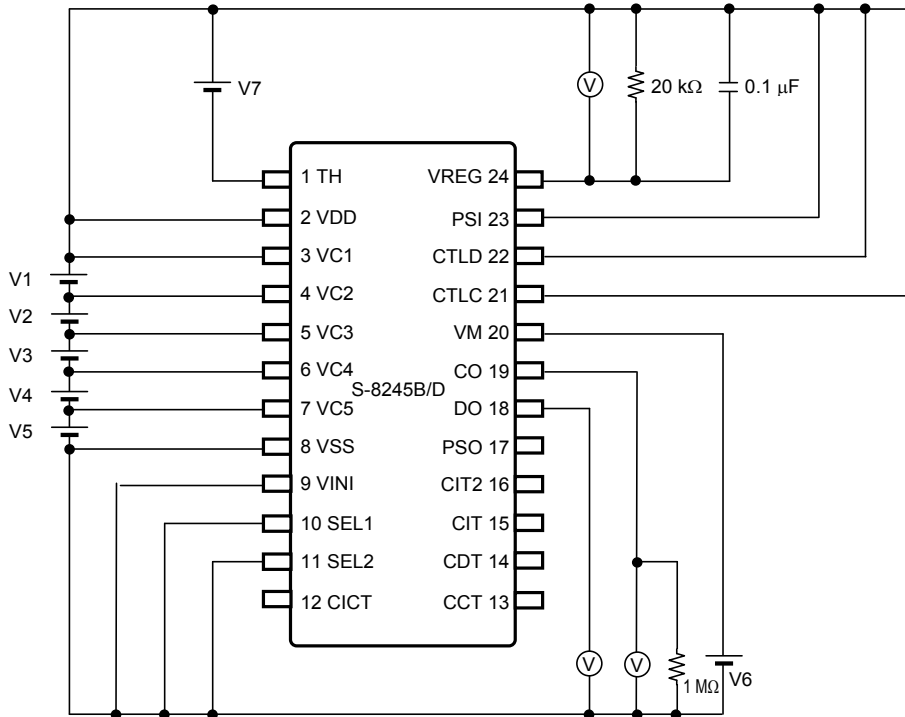 V7
V
20 kΩ
0.1 μF
1 TH
VREG 24
2 VDD
PSI 23
3 VC1
CTLD 22
V1
4 VC2
CTLC 21
V2
5 VC3
VM 20
V3
6 VC4
CO 19
S-8245B/D
V4
7 VC5
DO 18
V5
8 VSS
PSO 17
9 VINI
CIT2 16
10 SEL1
CIT 15
11 SEL2
CDT 14
12 CICT
CCT 13
V
V
1 MΩ
V6